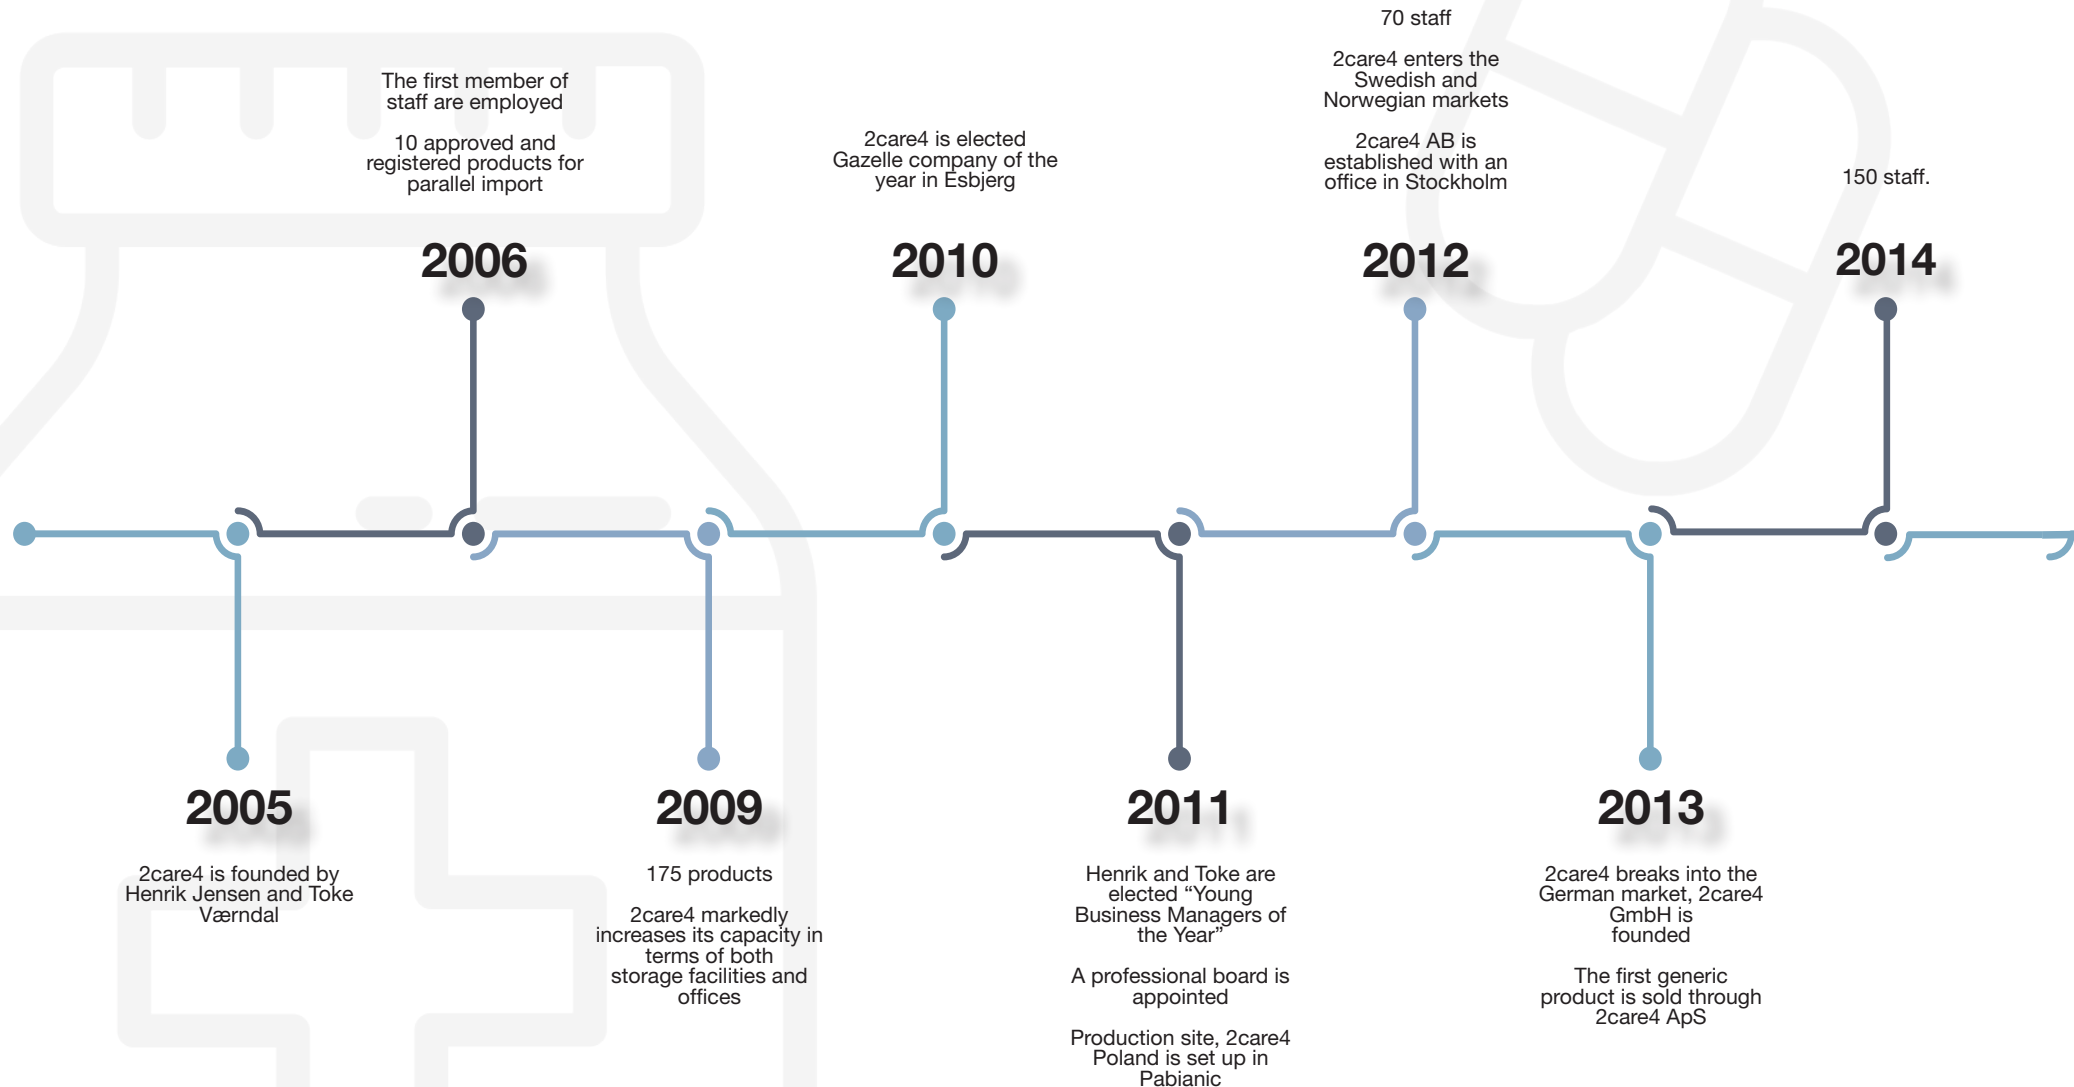 70 staff
2care4 enters the
Swedish and
Norwegian markets
2care4 AB is
established with an
office in Stockholm
2012
The first member of
staff are employed
10 approved and
registered products for
parallel import
2006
2care4 is elected
Gazelle company of the
year in Esbjerg
2010
150 staff.
2014
2005
2care4 is founded by
Henrik Jensen and Toke
Værndal
2009
175 products
2care4 markedly
increases its capacity in
terms of both
storage facilities and
offices
2011
Henrik and Toke are
elected “Young
Business Managers of
the Year”
A professional board is
appointed
Production site, 2care4
Poland is set up in
Pabianic
2013
2care4 breaks into the
German market, 2care4
GmbH is
founded
The first generic
product is sold through
2care4 ApS